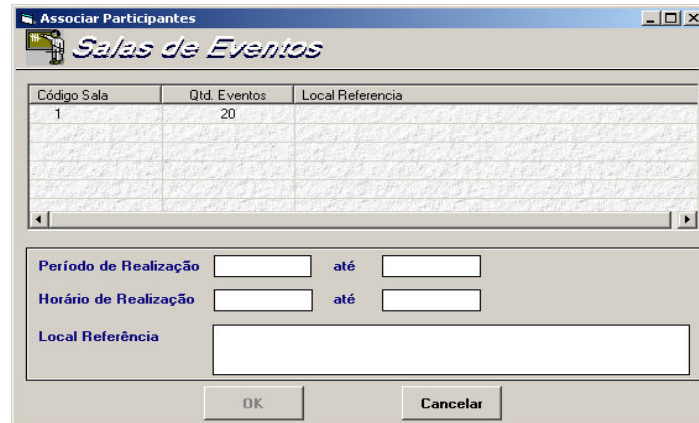 Associar Participantes
Salas de Eventos
Código Sala Qtd. Eventos Local Referencia
1 20
Período de Realização até
Horário de Realização até
Local Referência
OK Cancelar